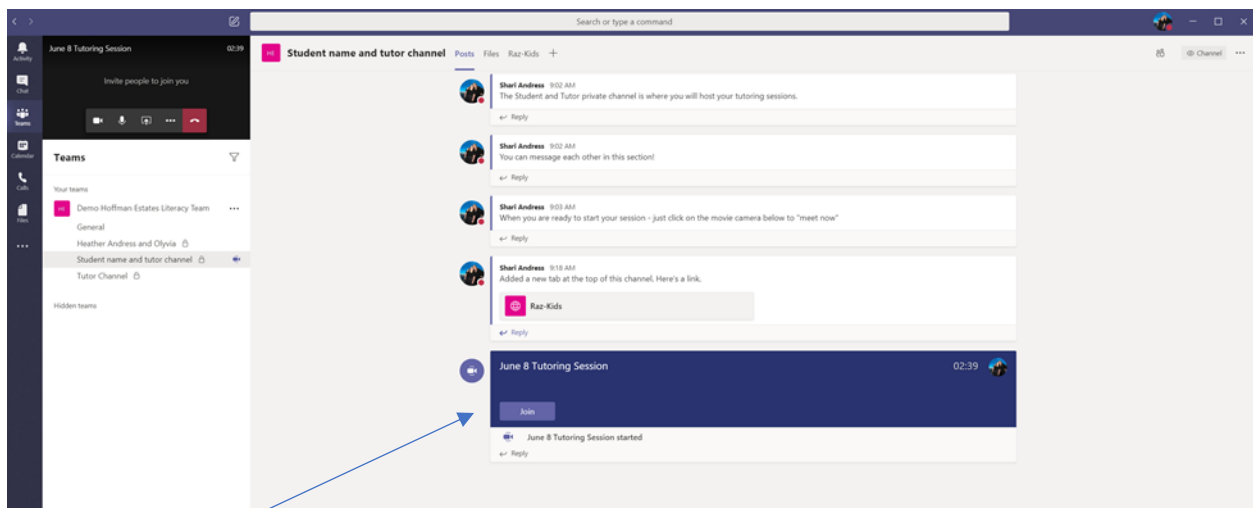 Search or type a command
Activity
Chat
Teams
Calendar
Calls
Files
June 8 Tutoring Session 02:39
Invite people to join you
Teams
Your teams
HE Demo Hoffman Estates Literacy Team
General
Heather Andress and Olyvia
Student name and tutor channel
Tutor Channel
Hidden teams
HE Student name and tutor channel Posts Files Raz-Kids +
Channel
Shari Andress 9:02 AM
The Student and Tutor private channel is where you will host your tutoring sessions.
Reply
Shari Andress 9:02 AM
You can message each other in this section!
Reply
Shari Andress 9:03 AM
When you are ready to start your session - just click on the movie camera below to "meet now"
Reply
Shari Andress 9:18 AM
Added a new tab at the top of this channel. Here's a link.
Raz-Kids
Reply
June 8 Tutoring Session 02:39
Join
June 8 Tutoring Session started
Reply